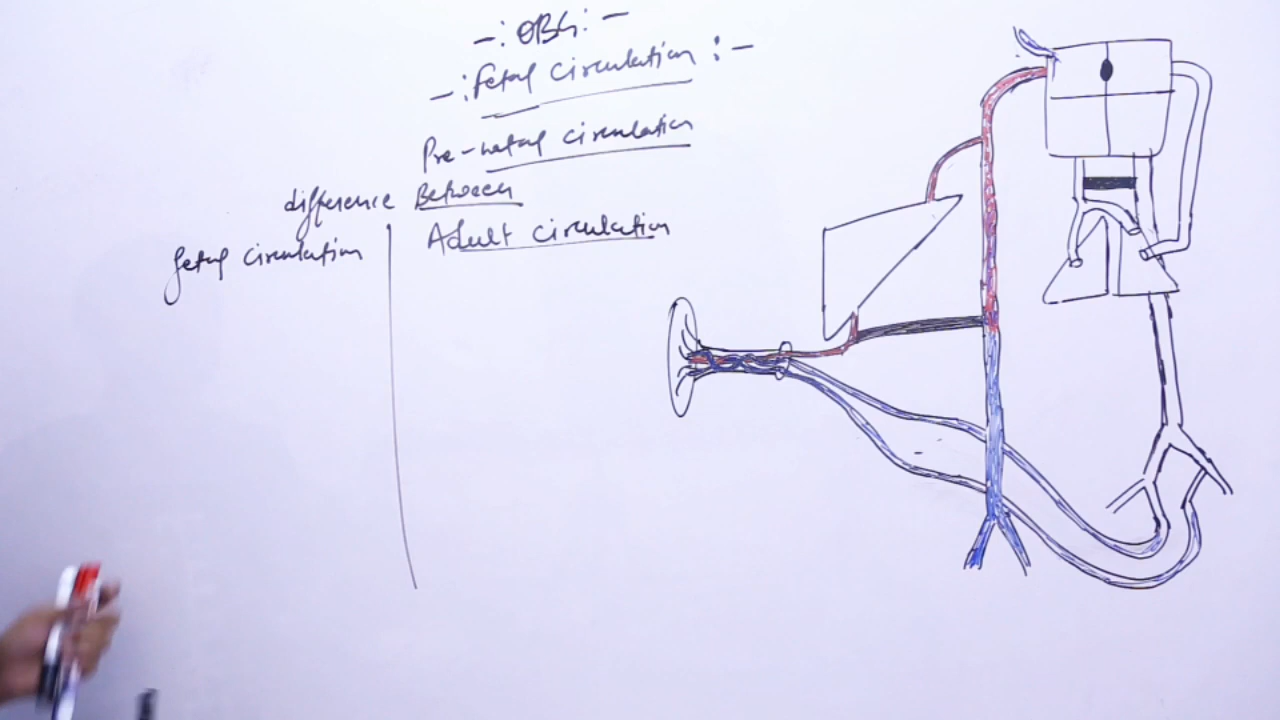 -: OBG: -
-: Fetal circulation :-
Pre-natal circulation
difference Between
fetal circulation
Adult circulation